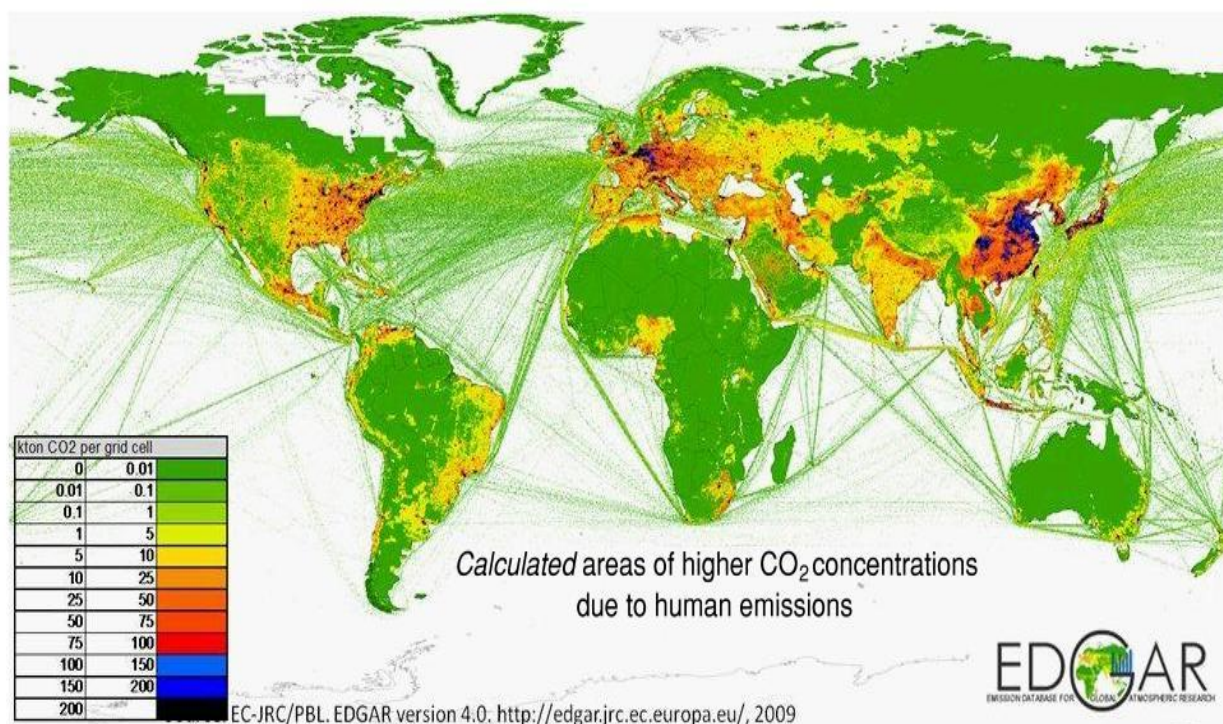 kton CO2 per grid cell
0 0.01
0.01 0.1
0.1 1
1 5
5 10
10 25
25 50
50 75
75 100
100 150
150 200
200
Calculated areas of higher CO₂ concentrations
due to human emissions
EDGAR
EMISSION DATABASE FOR GLOBAL ATMOSPHERIC RESEARCH
EC-JRC/PBL. EDGAR version 4.0. http://edgar.jrc.ec.europa.eu/, 2009